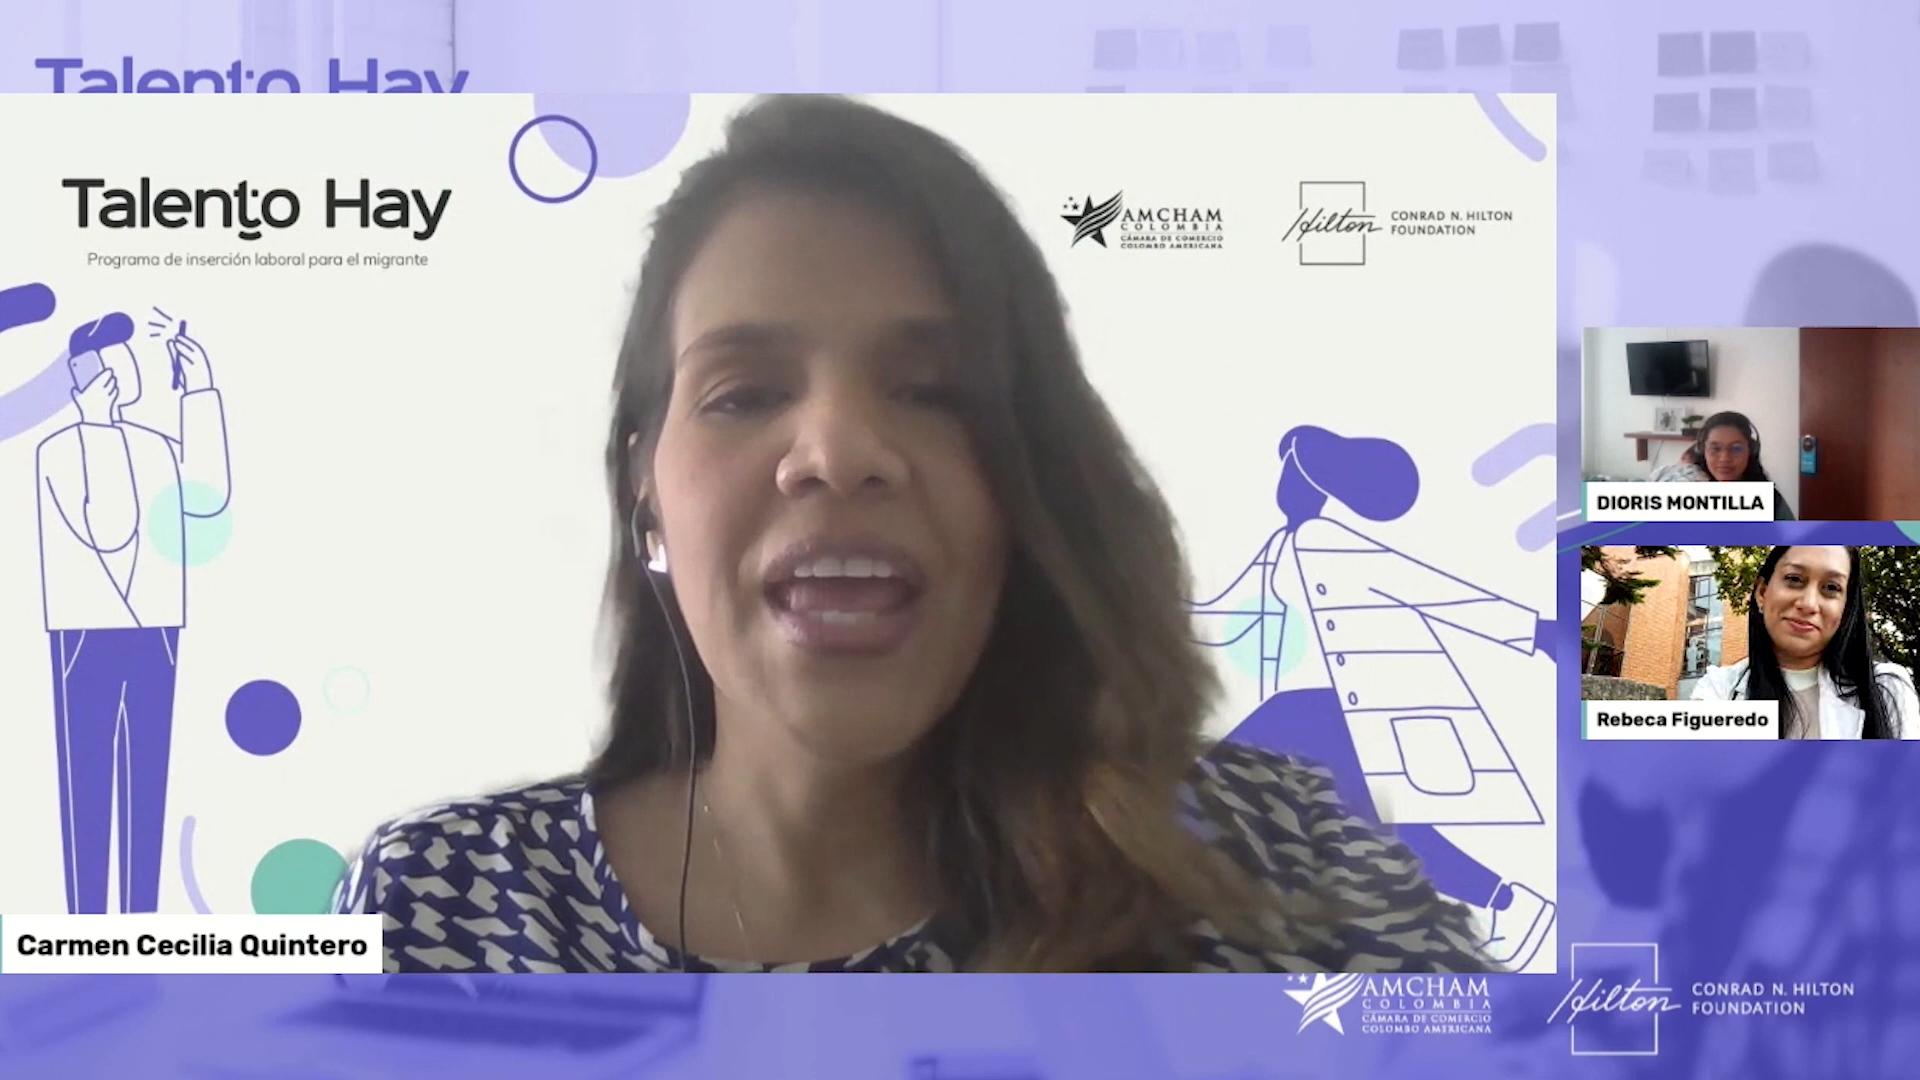 Talento Hay
Talento Hay
Programa de inserción laboral para el migrante
AMCHAM
COLOMBIA
CÁMARA DE COMERCIO
COLOMBO AMERICANA
Hilton
CONRAD N. HILTON
FOUNDATION
DIORIS MONTILLA
Rebeca Figueredo
Carmen Cecilia Quintero
AMCHAM
COLOMBIA
CÁMARA DE COMERCIO
COLOMBO AMERICANA
Hilton
CONRAD N. HILTON
FOUNDATION